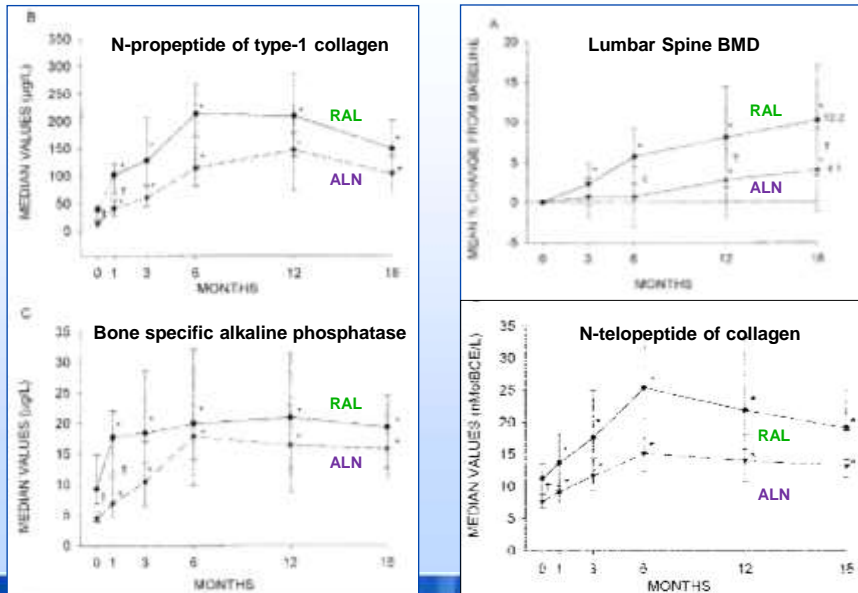 B
N-propeptide of type-1 collagen
MEDIAN VALUES (µg/L)
350
300
250
200
150
100
50
0
RAL
ALN
0 1 3 6 12 18
MONTHS
A
Lumbar Spine BMD
MEAN % CHANGE FROM BASELINE
20
15
10
5
0
-5
RAL
ALN
0 3 6 12 18
MONTHS
C
Bone specific alkaline phosphatase
MEDIAN VALUES (µg/L)
35
30
25
20
15
10
5
0
RAL
ALN
0 1 3 6 12 18
MONTHS
N-telopeptide of collagen
MEDIAN VALUES (nMolBCE/L)
35
30
25
20
15
10
5
0
RAL
ALN
0 1 3 6 12 18
MONTHS